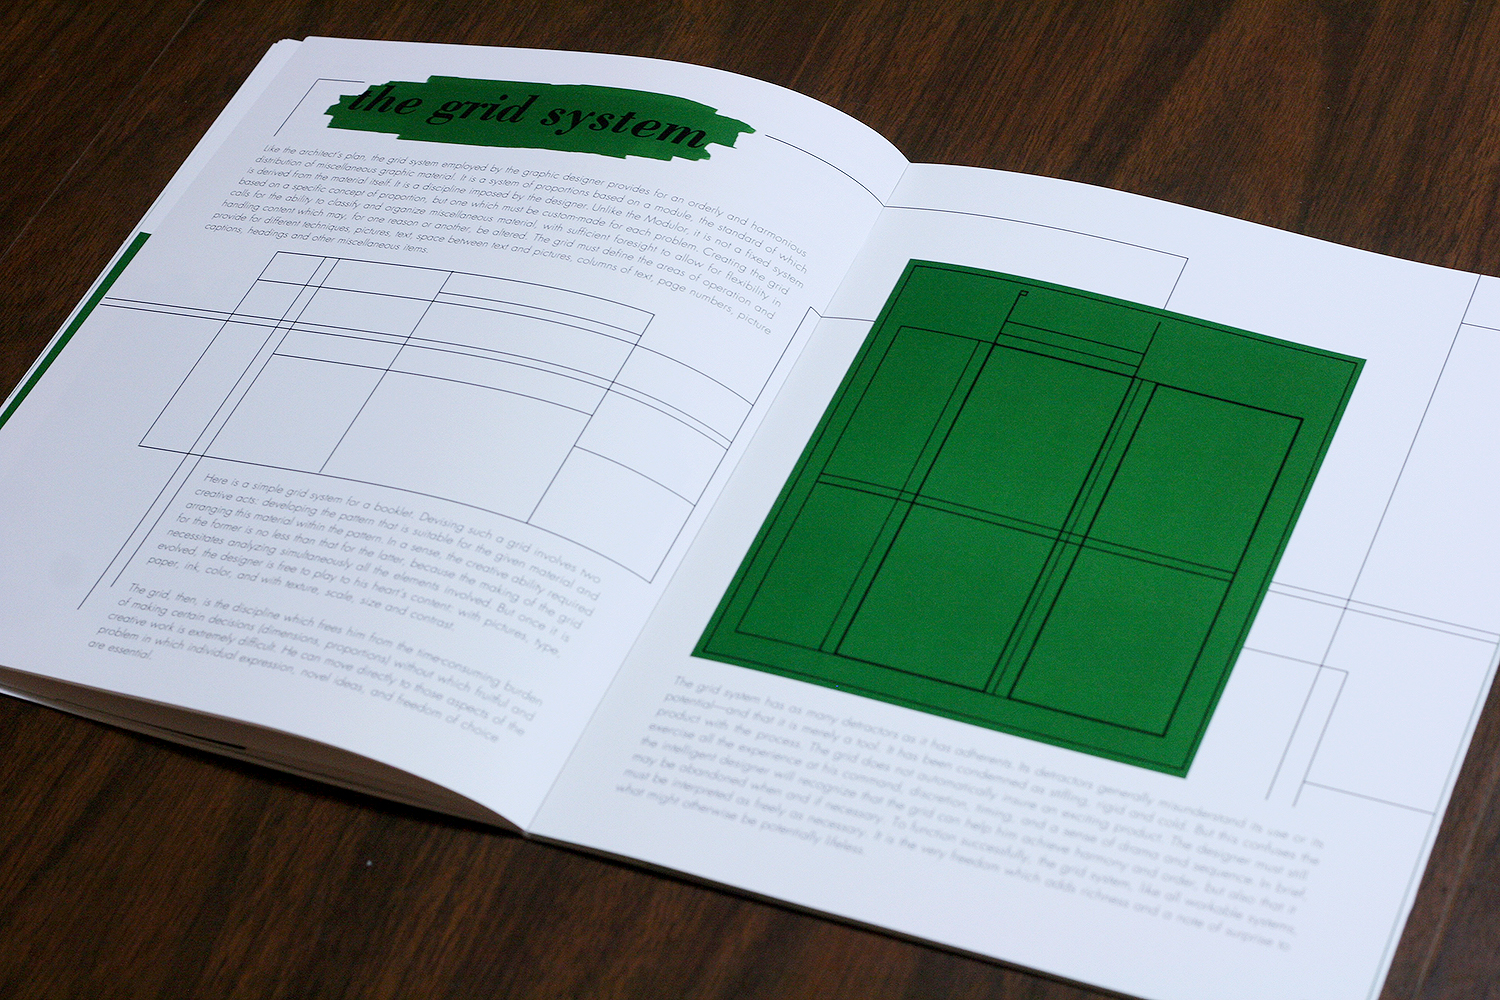 the grid system
Like the architect's plan, the grid system employed by the graphic designer provides for an orderly and harmonious
distribution of miscellaneous graphic material. It is a system of proportions based on a module, the standard of which
is derived from the material itself. It is a discipline imposed by the designer. Unlike the Modulor, it is not a fixed system
based on a specific concept of proportion, but one which must be custom-made for each problem. Creating the grid
calls for the ability to classify and organize miscellaneous material, with sufficient foresight to allow for flexibility in
handling content which may, for one reason or another, be altered. The grid must define the areas of operation and
provide for different techniques, pictures, text, space between text and pictures, columns of text, page numbers, picture
captions, headings and other miscellaneous items.
Here is a simple grid system for a booklet. Devising such a grid involves two
creative acts: developing the pattern that is suitable for the given material and
arranging this material within the pattern. In a sense, the creative ability required
for the former is no less than that for the latter, because the making of the grid
necessitates analyzing simultaneously all the elements involved. But once it is
evolved, the designer is free to play to his heart's content: with pictures, type,
paper, ink, color, and with texture, scale, size and contrast.
The grid, then, is the discipline which frees him from the time-consuming burden
of making certain decisions (dimensions, proportions) without which fruitful and
creative work is extremely difficult. He can move directly to those aspects of the
problem in which individual expression, novel ideas, and freedom of choice
are essential.
The grid system has as many detractors as it has adherents. Its detractors generally misunderstand its use or its
potential—and that it is merely a tool. It has been condemned as stifling, rigid and cold. But this confuses the
product with the process. The grid does not automatically insure an exciting product. The designer must still
exercise all the experience at his command, discretion, timing, and a sense of drama and sequence. In brief,
the intelligent designer will recognize that the grid can help him achieve harmony and order, but also that it
may be abandoned when and if necessary. To function successfully, the grid system, like all workable systems,
must be interpreted as freely as necessary. It is the very freedom which adds richness and a note of surprise to
what might otherwise be potentially lifeless.